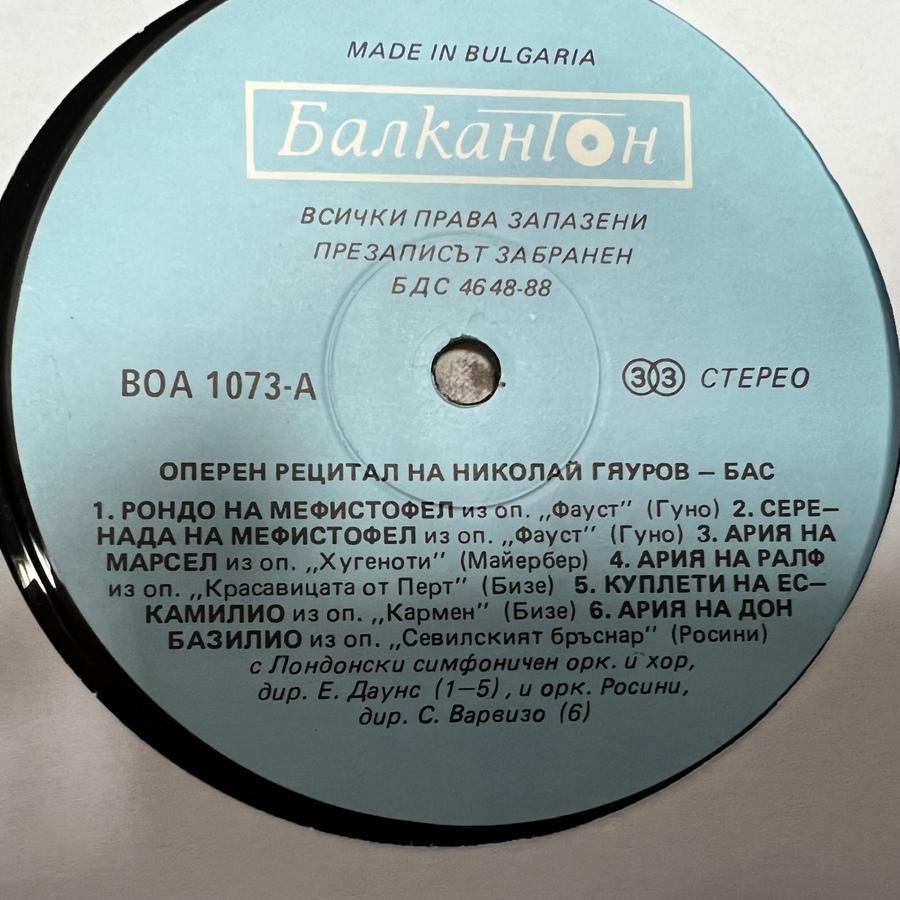 MADE IN BULGARIA
Балкантон
ВСИЧКИ ПРАВА ЗАПАЗЕНИ
ПРЕЗАПИСЪТ ЗАБРАНЕН
БДС 4648-88
ВОА 1073-А
33 СТЕРЕО
ОПЕРЕН РЕЦИТАЛ НА НИКОЛАЙ ГЯУРОВ – БАС
1. РОНДО НА МЕФИСТОФЕЛ из оп. „Фауст" (Гуно) 2. СЕРЕ–
НАДА НА МЕФИСТОФЕЛ из оп. „Фауст" (Гуно) 3. АРИЯ НА
МАРСЕЛ из оп. „Хугеноти" (Майербер) 4. АРИЯ НА РАЛФ
из оп. „Красавицата от Перт" (Бизе) 5. КУПЛЕТИ НА ЕС–
КАМИЛИО из оп. „Кармен" (Бизе) 6. АРИЯ НА ДОН
БАЗИЛИО из оп. „Севилският бръснар" (Росини)
с Лондонски симфоничен орк. и хор,
дир. Е. Даунс (1–5), и орк. Росини,
дир. С. Варвизо (6)